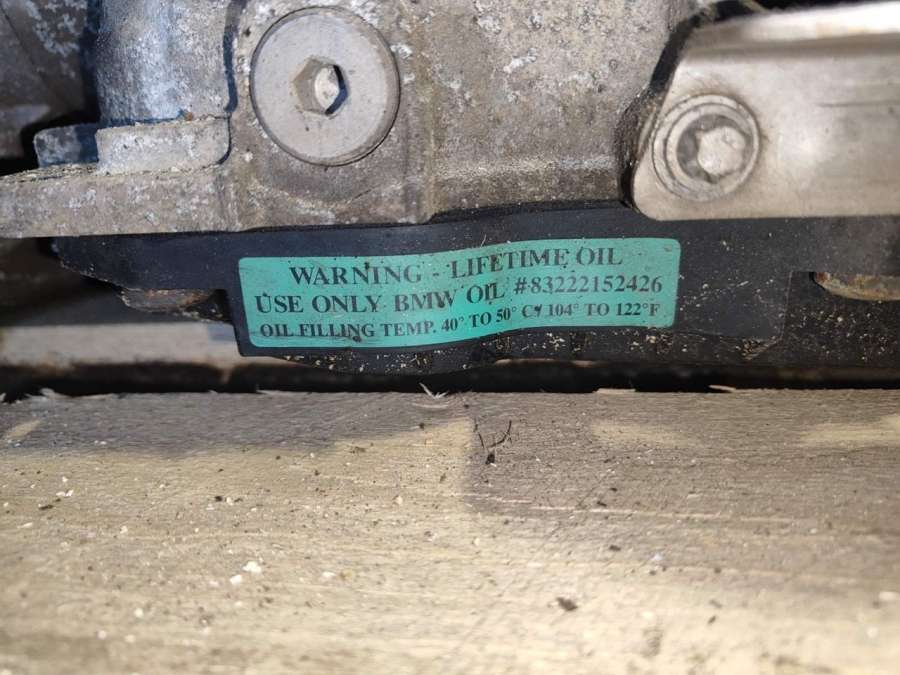 WARNING - LIFETIME OIL
USE ONLY BMW OIL #83222152426
OIL FILLING TEMP. 40° TO 50° C/ 104° TO 122°F